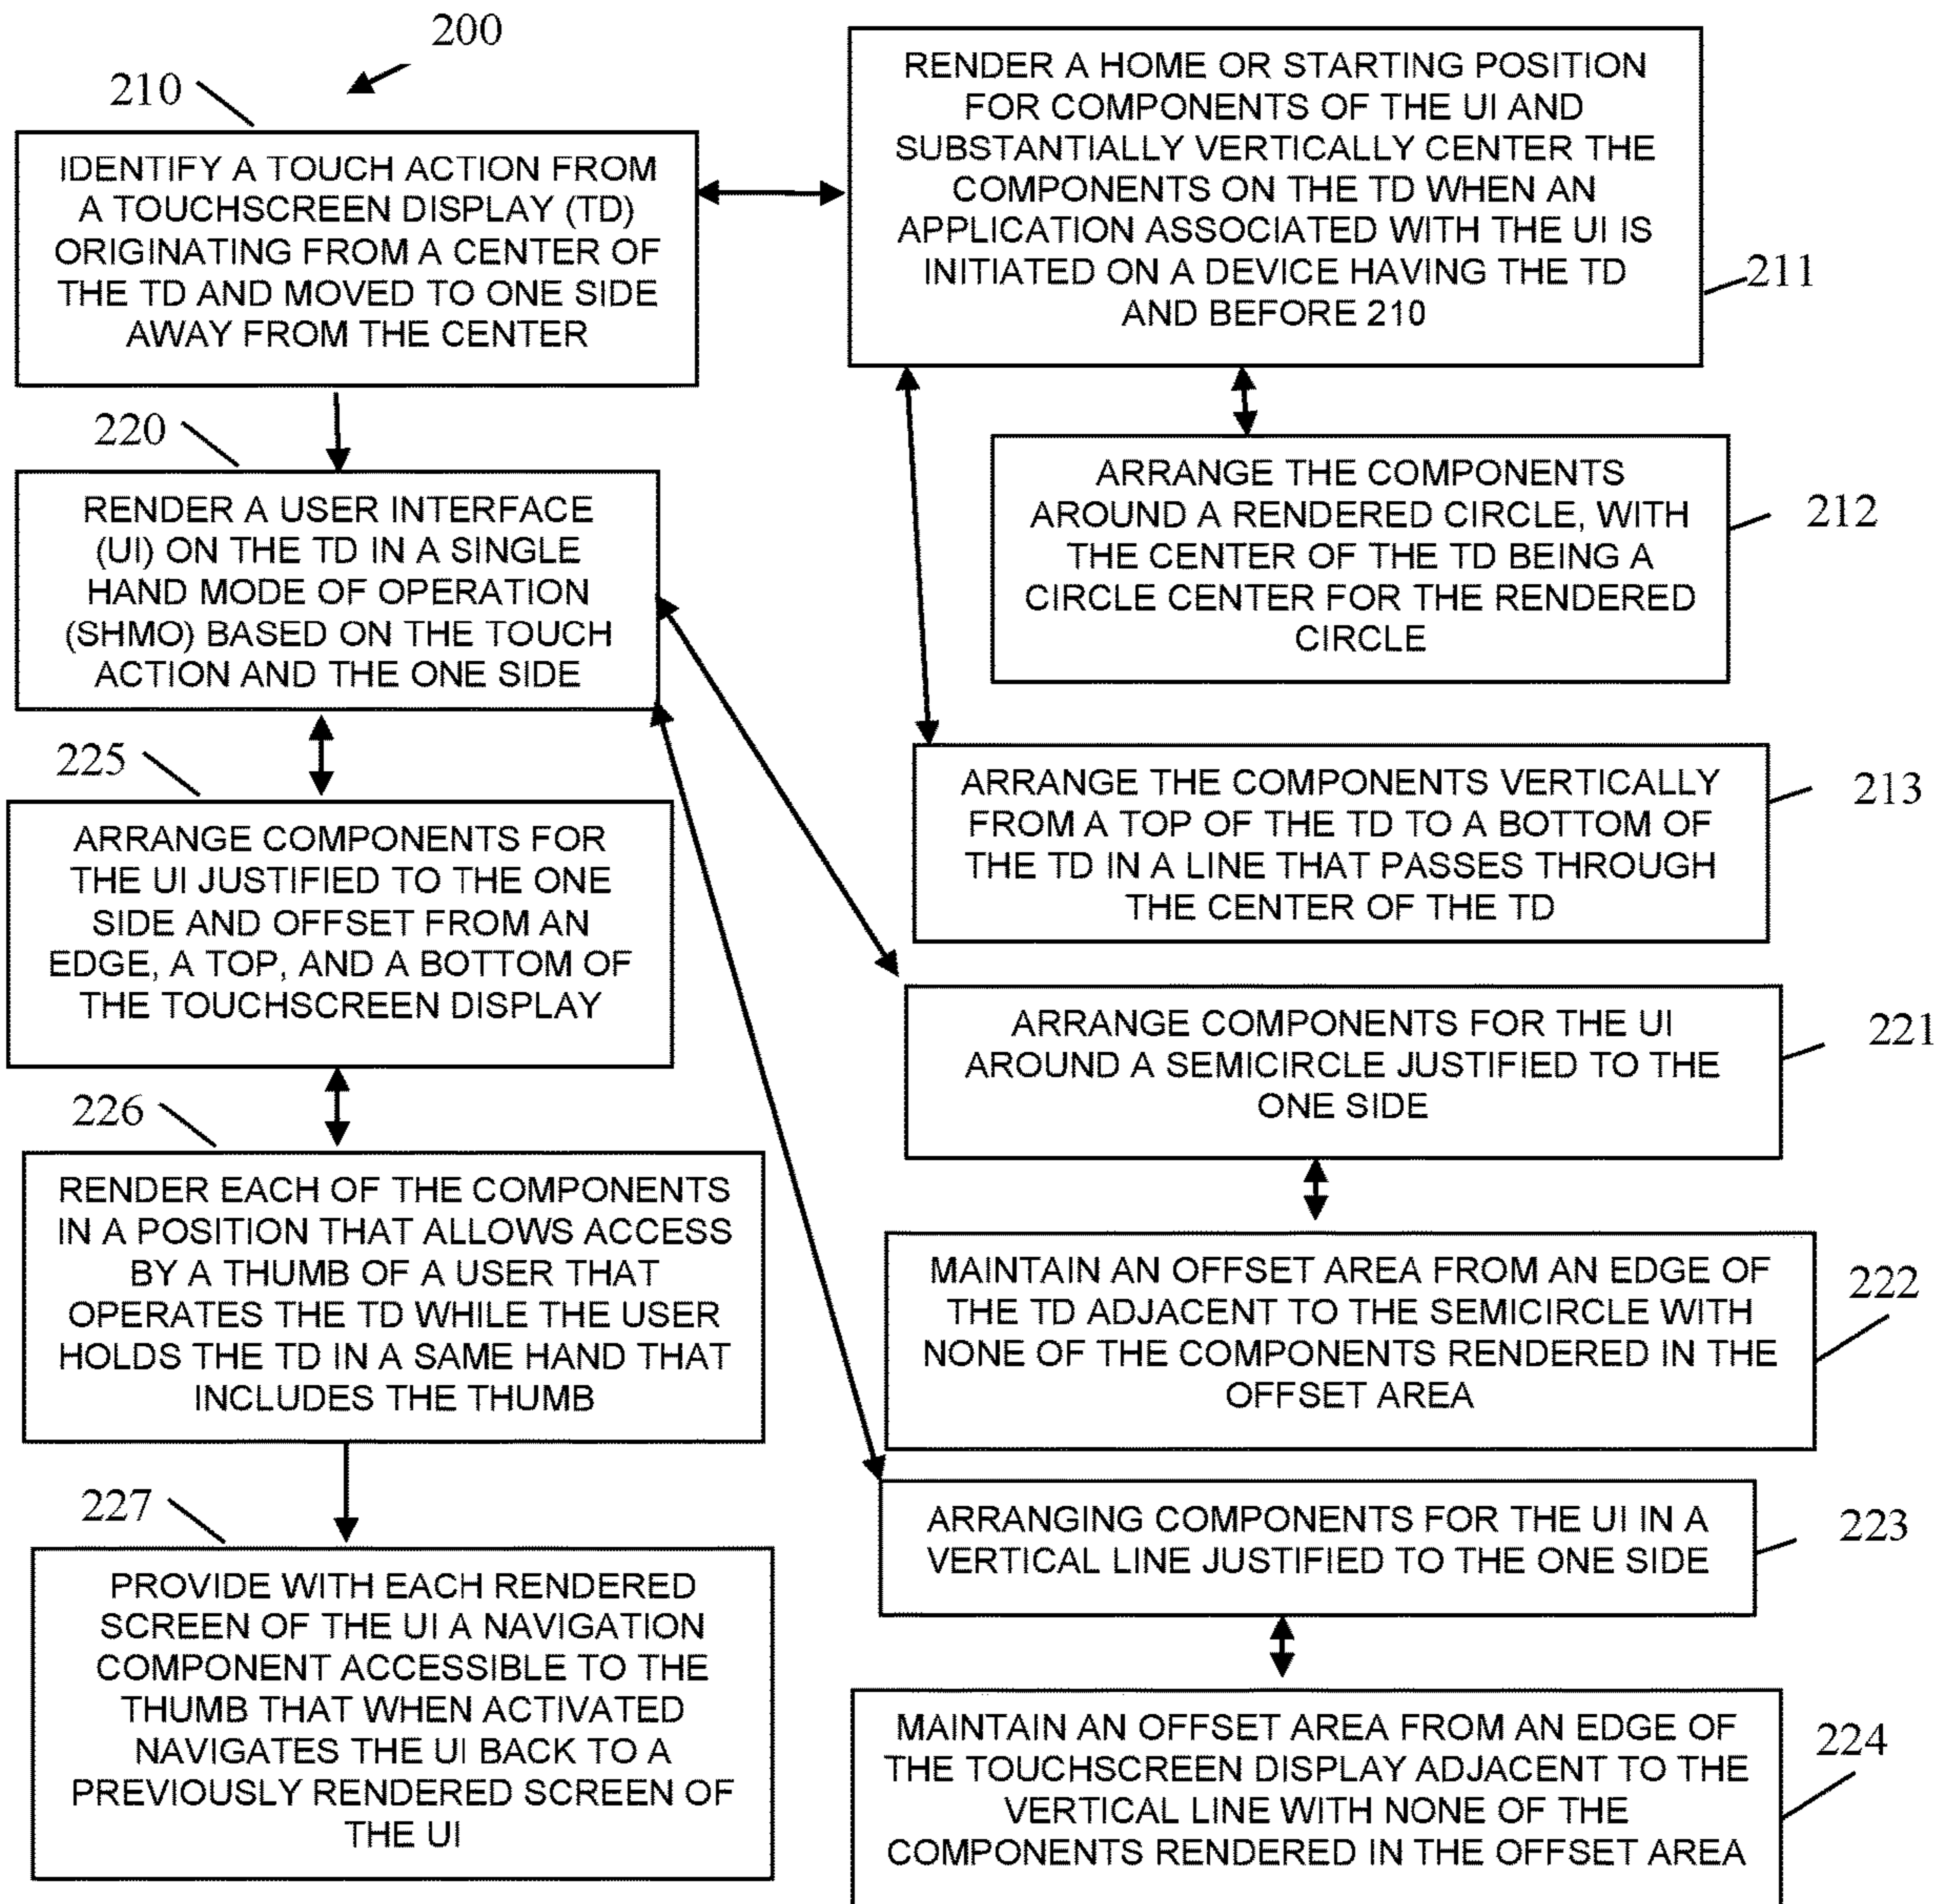 200
210
IDENTIFY A TOUCH ACTION FROM
A TOUCHSCREEN DISPLAY (TD)
ORIGINATING FROM A CENTER OF
THE TD AND MOVED TO ONE SIDE
AWAY FROM THE CENTER
RENDER A HOME OR STARTING POSITION
FOR COMPONENTS OF THE UI AND
SUBSTANTIALLY VERTICALLY CENTER THE
COMPONENTS ON THE TD WHEN AN
APPLICATION ASSOCIATED WITH THE UI IS
INITIATED ON A DEVICE HAVING THE TD
AND BEFORE 210
211
220
RENDER A USER INTERFACE
(UI) ON THE TD IN A SINGLE
HAND MODE OF OPERATION
(SHMO) BASED ON THE TOUCH
ACTION AND THE ONE SIDE
ARRANGE THE COMPONENTS
AROUND A RENDERED CIRCLE, WITH
THE CENTER OF THE TD BEING A
CIRCLE CENTER FOR THE RENDERED
CIRCLE
212
225
ARRANGE COMPONENTS FOR
THE UI JUSTIFIED TO THE ONE
SIDE AND OFFSET FROM AN
EDGE, A TOP, AND A BOTTOM OF
THE TOUCHSCREEN DISPLAY
ARRANGE THE COMPONENTS VERTICALLY
FROM A TOP OF THE TD TO A BOTTOM OF
THE TD IN A LINE THAT PASSES THROUGH
THE CENTER OF THE TD
213
ARRANGE COMPONENTS FOR THE UI
AROUND A SEMICIRCLE JUSTIFIED TO THE
ONE SIDE
221
226
RENDER EACH OF THE COMPONENTS
IN A POSITION THAT ALLOWS ACCESS
BY A THUMB OF A USER THAT
OPERATES THE TD WHILE THE USER
HOLDS THE TD IN A SAME HAND THAT
INCLUDES THE THUMB
MAINTAIN AN OFFSET AREA FROM AN EDGE OF
THE TD ADJACENT TO THE SEMICIRCLE WITH
NONE OF THE COMPONENTS RENDERED IN THE
OFFSET AREA
222
227
PROVIDE WITH EACH RENDERED
SCREEN OF THE UI A NAVIGATION
COMPONENT ACCESSIBLE TO THE
THUMB THAT WHEN ACTIVATED
NAVIGATES THE UI BACK TO A
PREVIOUSLY RENDERED SCREEN OF
THE UI
ARRANGING COMPONENTS FOR THE UI IN A
VERTICAL LINE JUSTIFIED TO THE ONE SIDE
223
MAINTAIN AN OFFSET AREA FROM AN EDGE OF
THE TOUCHSCREEN DISPLAY ADJACENT TO THE
VERTICAL LINE WITH NONE OF THE
COMPONENTS RENDERED IN THE OFFSET AREA
224